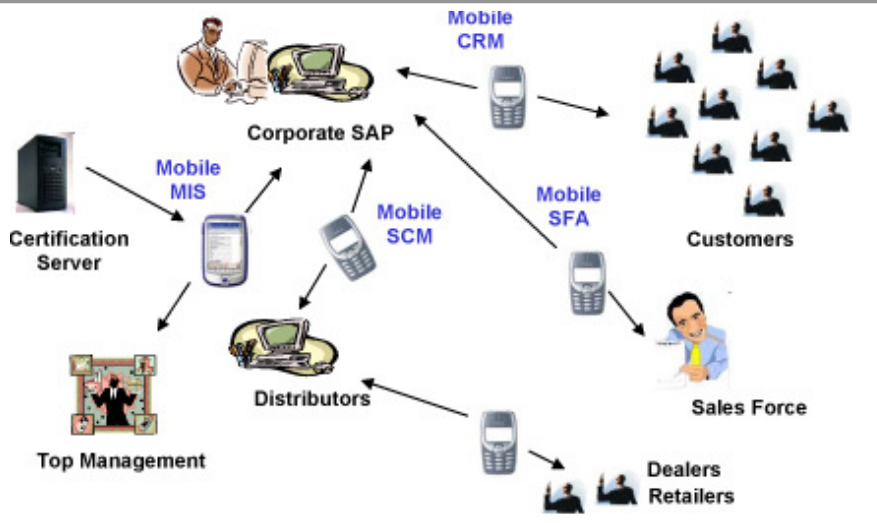 Mobile
CRM
Corporate SAP
Mobile
MIS
Mobile
SCM
Mobile
SFA
Certification
Server
Customers
Distributors
Sales Force
Top Management
Dealers
Retailers